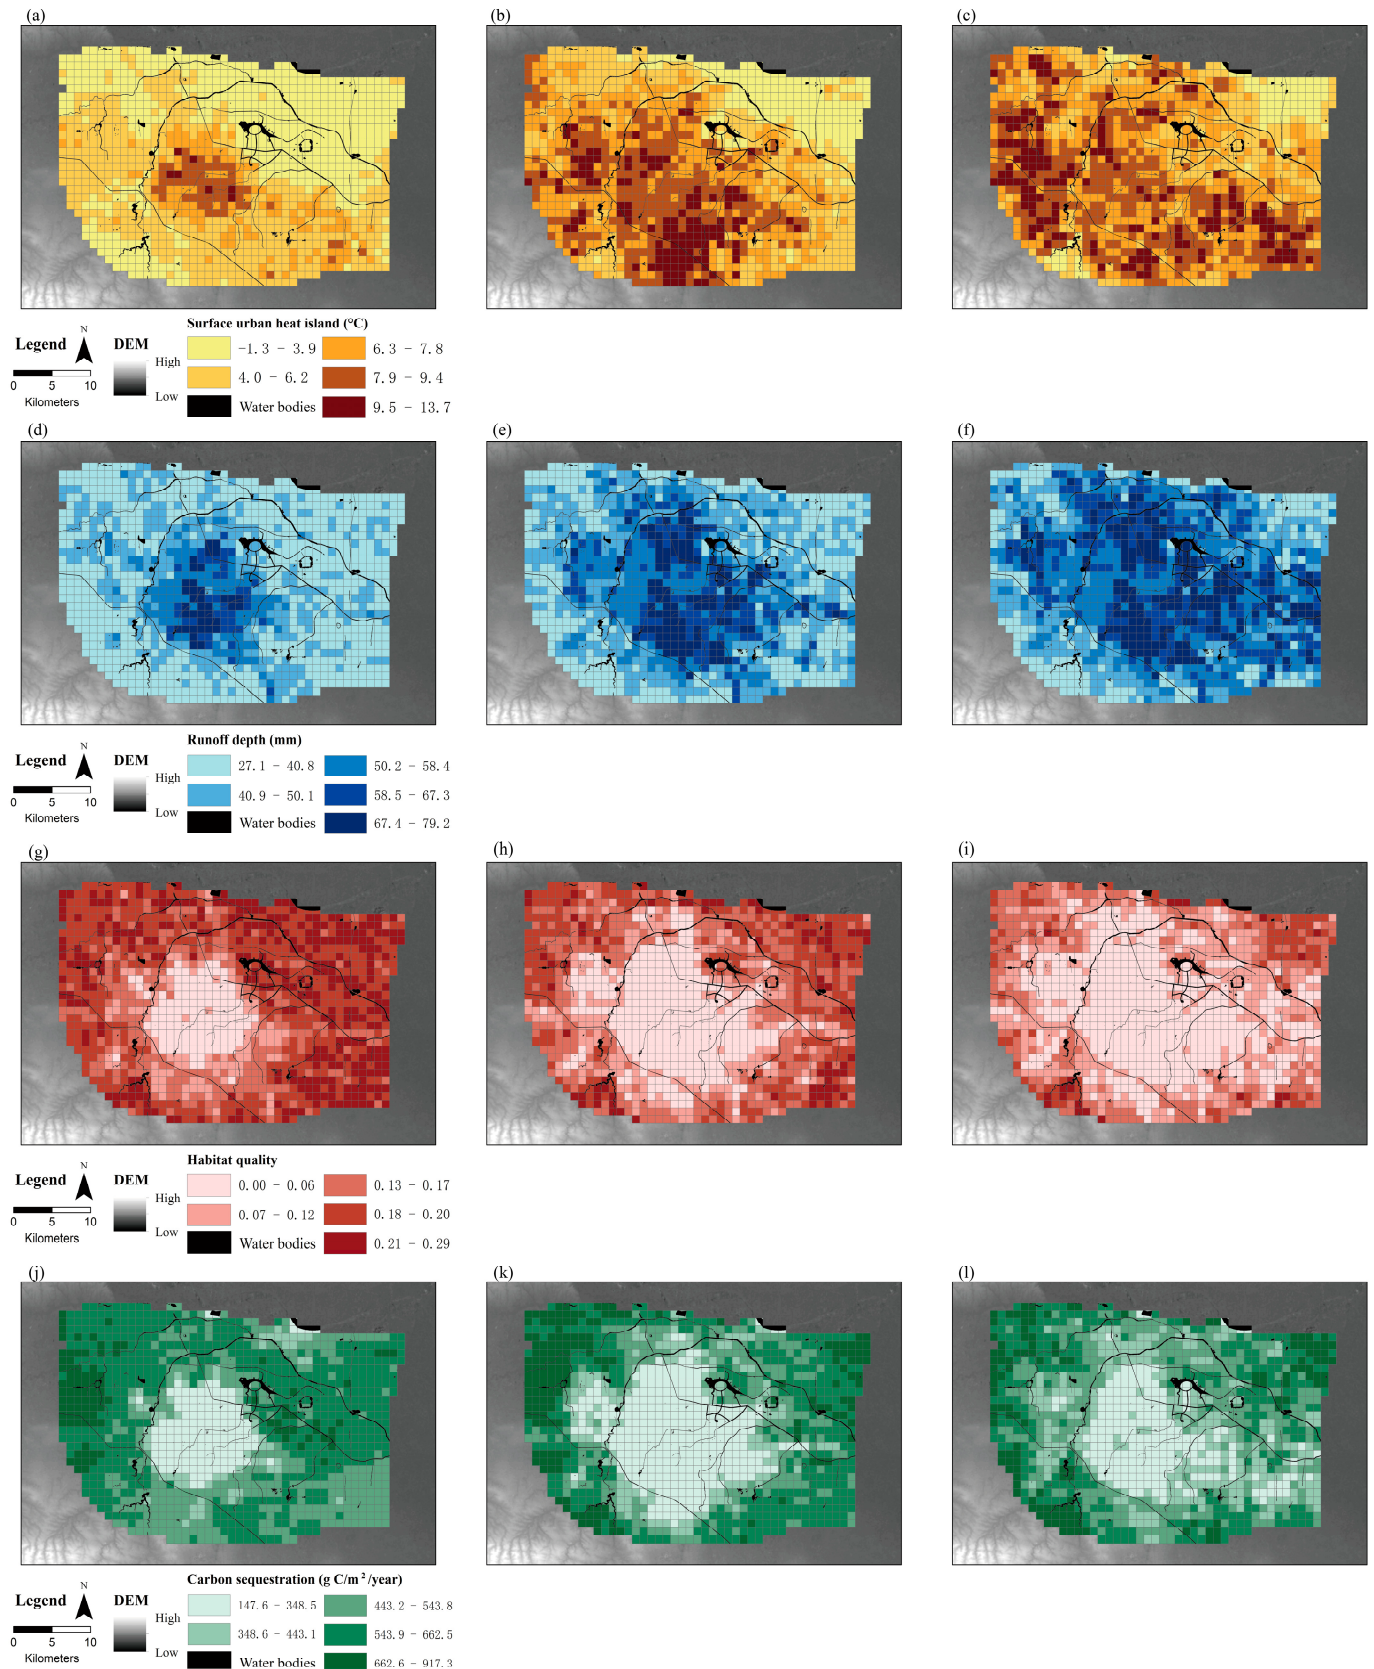 (a) (b) (c)
Surface urban heat island (°C)
N
Legend DEM
High
Low
0 5 10
Kilometers
-1.3 - 3.9 6.3 - 7.8
4.0 - 6.2 7.9 - 9.4
Water bodies 9.5 - 13.7
(d) (e) (f)
Runoff depth (mm)
N
Legend DEM
High
Low
0 5 10
Kilometers
27.1 - 40.8 50.2 - 58.4
40.9 - 50.1 58.5 - 67.3
Water bodies 67.4 - 79.2
(g) (h) (i)
Habitat quality
N
Legend DEM
High
Low
0 5 10
Kilometers
0.00 - 0.06 0.13 - 0.17
0.07 - 0.12 0.18 - 0.20
Water bodies 0.21 - 0.29
(j) (k) (l)
Carbon sequestration (g C/m² /year)
N
Legend DEM
High
Low
0 5 10
Kilometers
147.6 - 348.5 443.2 - 543.8
348.6 - 443.1 543.9 - 662.5
Water bodies 662.6 - 917.3